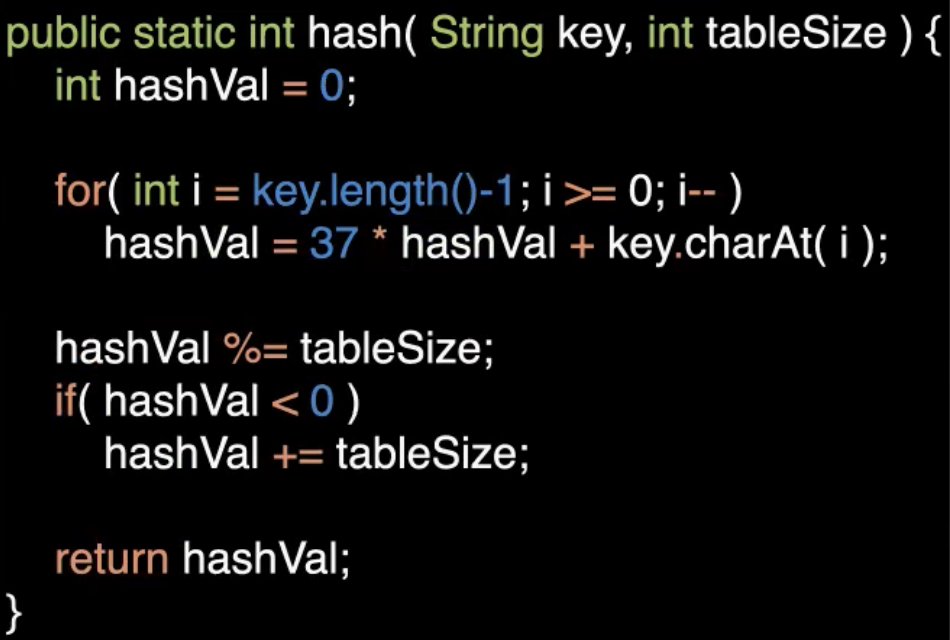 public static int hash( String key, int tableSize ) {
int hashVal = 0;
for( int i = key.length()-1; i >= 0; i-- )
hashVal = 37 * hashVal + key.charAt( i );
hashVal %= tableSize;
if( hashVal < 0 )
hashVal += tableSize;
return hashVal;
}